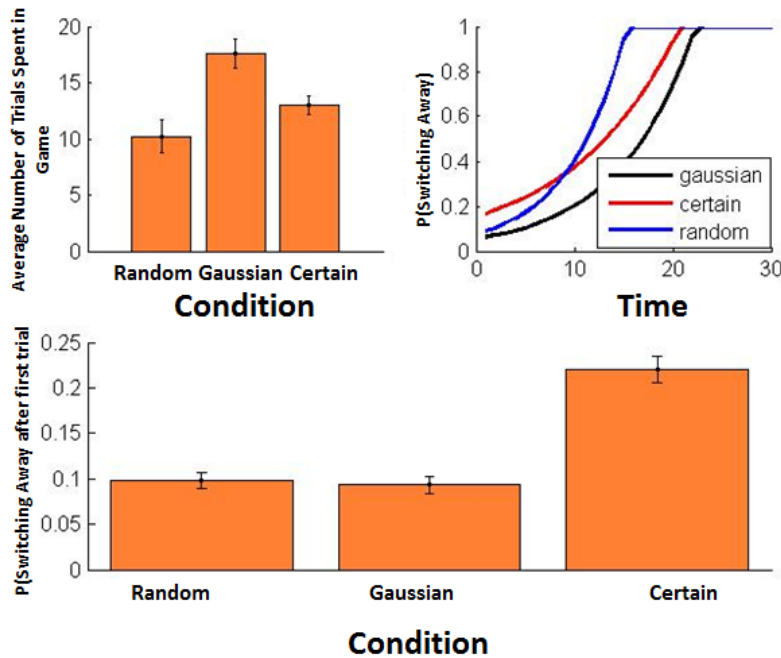 Average Number of Trials Spent in
Game
20
15
10
5
0
Random Gaussian Certain
Condition
P(Switching Away)
1
0.8
0.6
0.4
0.2
0
gaussian
certain
random
0 10 20 30
Time
P(Switching Away after first trial
0.25
0.2
0.15
0.1
0.05
0
Random Gaussian Certain
Condition